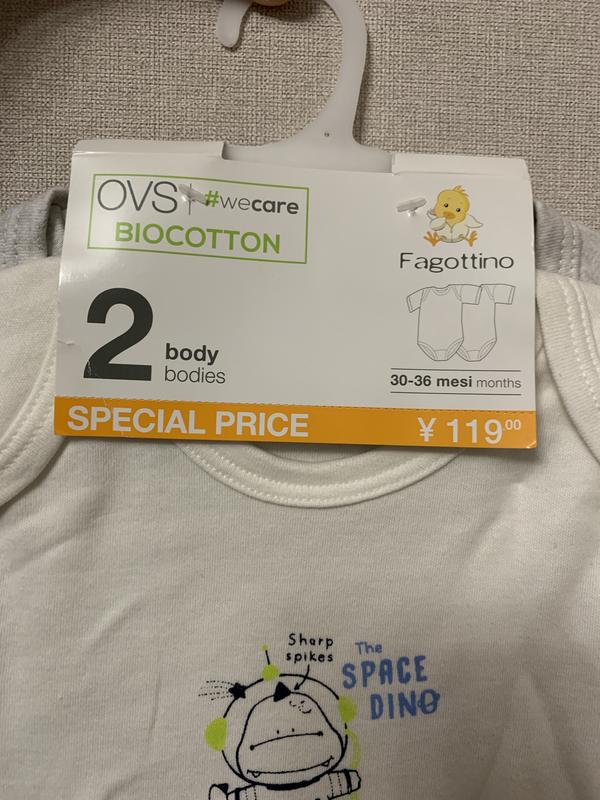 OVS #wecare
BIOCOTTON
Fagottino
2 body
bodies
30-36 mesi months
SPECIAL PRICE ¥ 11900
Sharp
spikes
The
SPACE
DINO